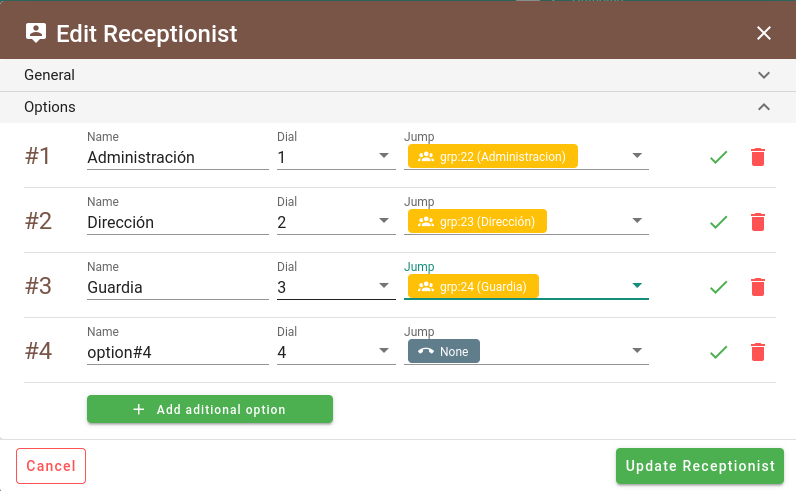 Edit Receptionist
General
Options
Name Dial Jump
#1 Administración 1 grp:22 (Administracion)
Name Dial Jump
#2 Dirección 2 grp:23 (Dirección)
Name Dial Jump
#3 Guardia 3 grp:24 (Guardia)
Name Dial Jump
#4 option#4 4 None
Add aditional option
Cancel Update Receptionist